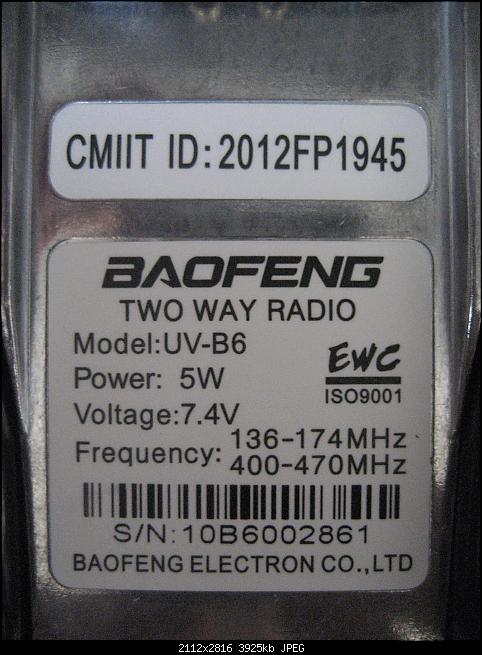 CMIIT ID: 2012FP1945
BAOFENG
TWO WAY RADIO
Model:UV-B6
Power: 5W
EWC
ISO9001
Voltage:7.4V
Frequency: 136-174MHz
400-470MHz
S/N:10B6002861
BAOFENG ELECTRON CO.,LTD
2112x2816 3925kb JPEG